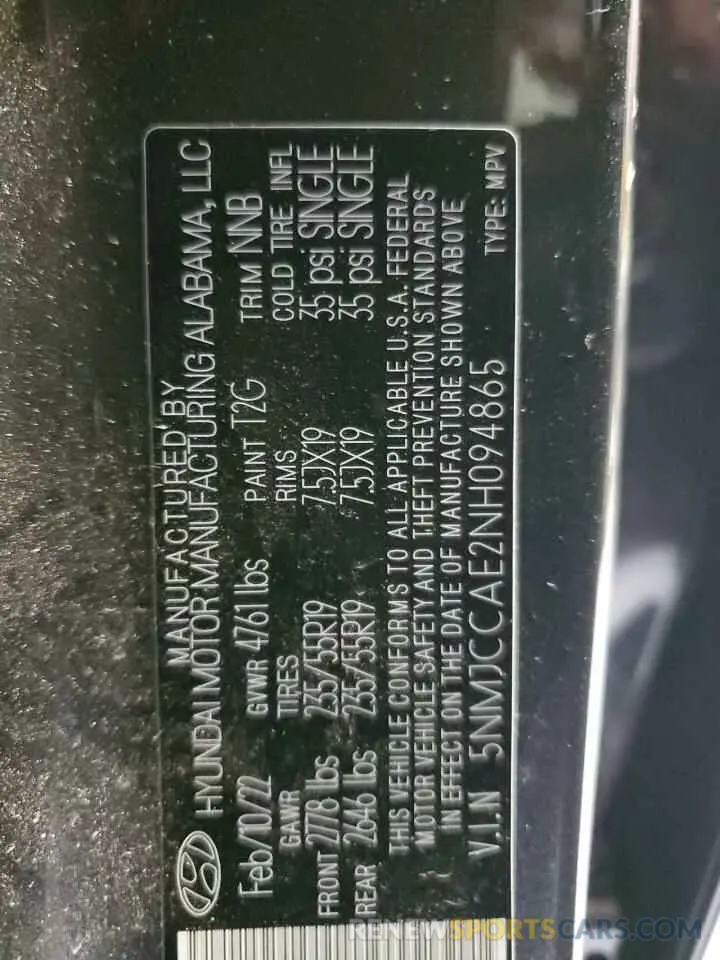 MANUFACTURED BY
HYUNDAI MOTOR MANUFACTURING ALABAMA, LLC
Feb/10/22 GVWR 4761 lbs PAINT T2G TRIM NNB
GAWR TIRES RIMS COLD TIRE INFL
FRONT 2778 lbs 235/55R19 7.5JX19 35 psi SINGLE
REAR 2646 lbs 235/55R19 7.5JX19 35 psi SINGLE
THIS VEHICLE CONFORMS TO ALL APPLICABLE U.S.A. FEDERAL
MOTOR VEHICLE SAFETY AND THEFT PREVENTION STANDARDS
IN EFFECT ON THE DATE OF MANUFACTURE SHOWN ABOVE
V.I.N 5NMJCCAE2NH094865 TYPE: MPV
RENEWSPORTSCARS.COM